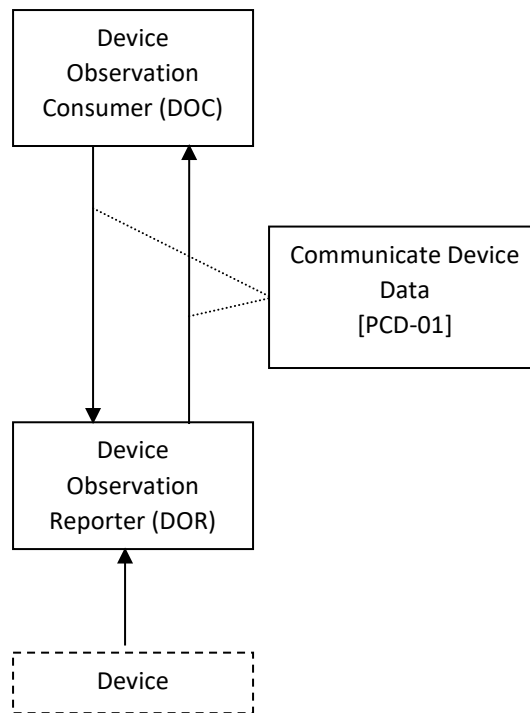 Device
Observation
Consumer (DOC)
Communicate Device
Data
[PCD-01]
Device
Observation
Reporter (DOR)
Device